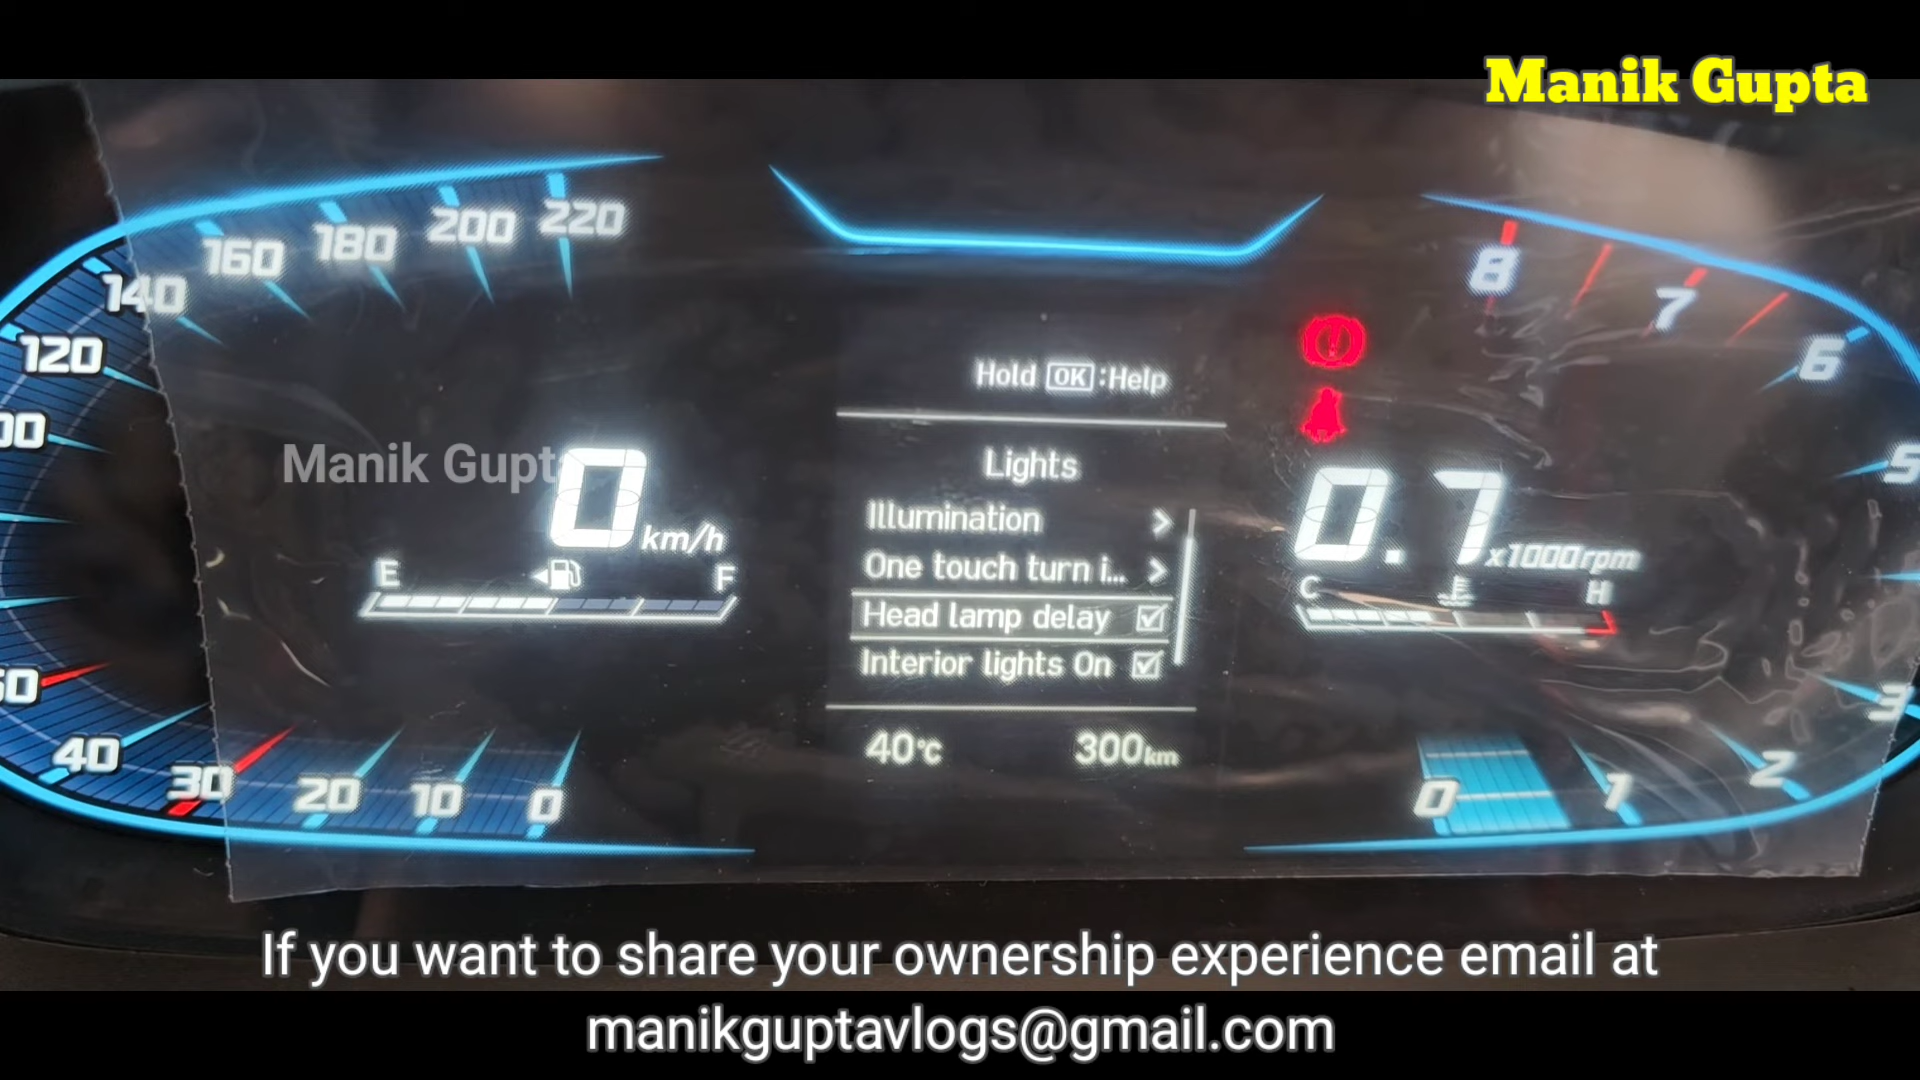 Manik Gupta
160 180 200 220
140
120
00
60
40
30 20 10 0
Manik Gupta
0 km/h
E F
Hold OK :Help
Lights
Illumination >
One touch turn i... >
Head lamp delay
Interior lights On
40°C 300km
8
7
6
5
3
2
1
0
0.7 x1000rpm
C H
If you want to share your ownership experience email at
manikguptavlogs@gmail.com